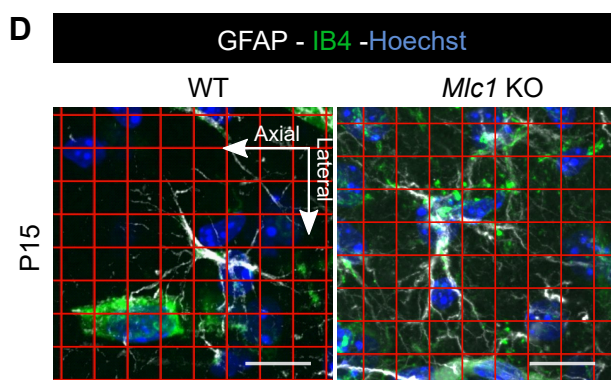 D
GFAP - IB4 -Hoechst
WT
Mlc1 KO
Axial
Lateral
P15